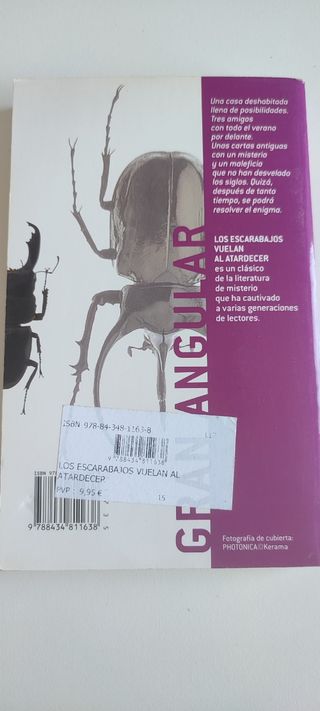 Una casa deshabitada
llena de posibilidades.
Tres amigos
con todo el verano
por delante.
Unas cartas antiguas
con un misterio
y un maleficio
que no han desvelado
los siglos. Quizá,
después de tanto
tiempo, se podrá
resolver el enigma.
LOS ESCARABAJOS
VUELAN
AL ATARDECER
es un clásico
de la literatura
de misterio
que ha cautivado
a varias generaciones
de lectores.
GRAN ANGULAR
ISBN 978-84-348-1163-8
9788434811638
LOS ESCARABAJOS VUELAN AL
ATARDECER
PVP: 9,95 €
15
ISBN 97
9 788434 811638
Fotografía de cubierta:
PHOTONICA©Kerama